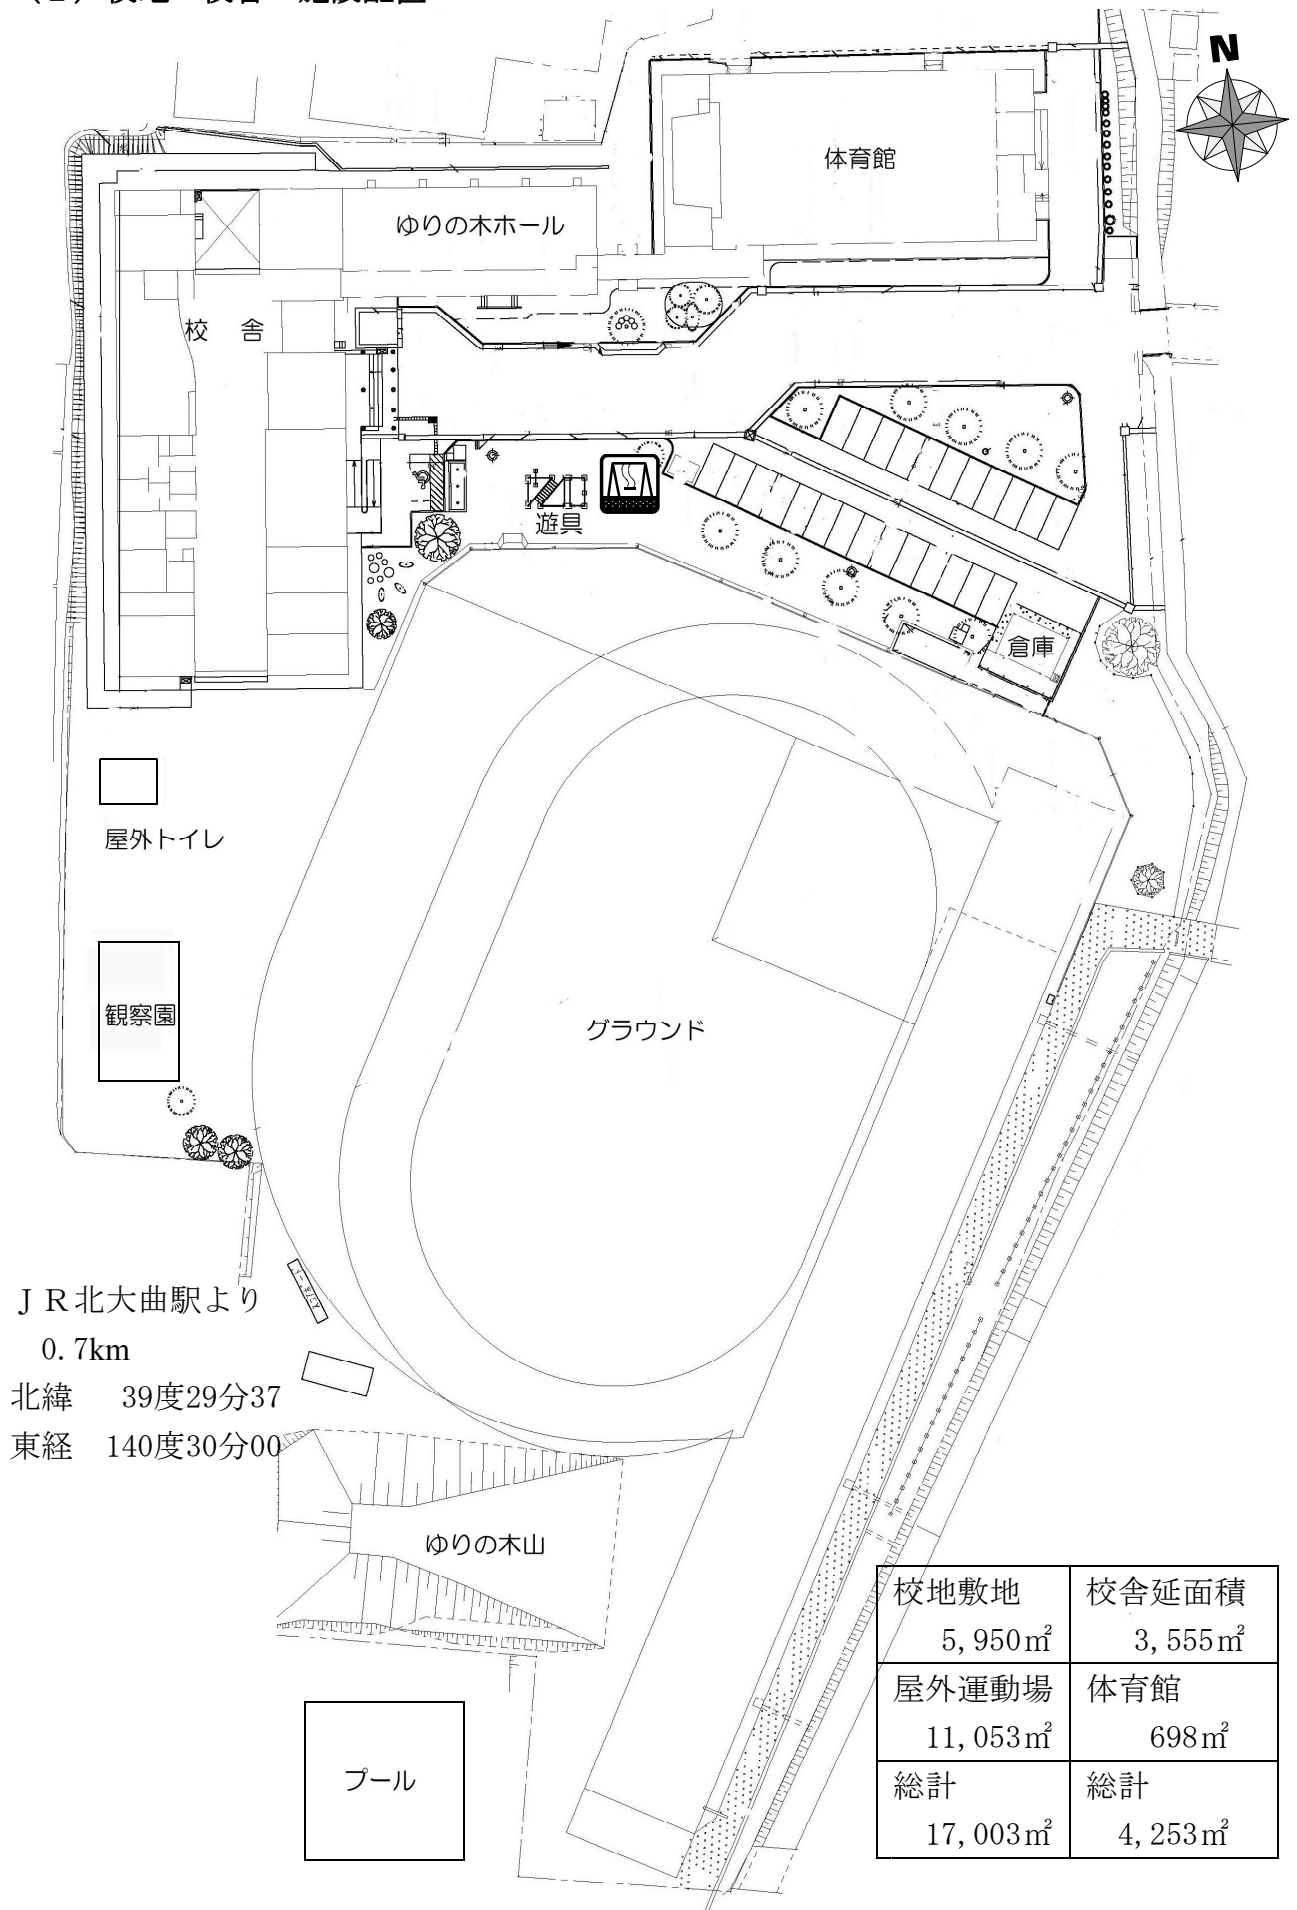 N
体育館
ゆりの木ホール
校 舎
遊具
倉庫
屋外トイレ
観察園
グラウンド
ＪＲ北大曲駅より
0.7km
北緯 39度29分37
東経 140度30分00
ゆりの木山
プール
校地敷地 校舎延面積
5,950㎡ 3,555㎡
屋外運動場 体育館
11,053㎡ 698㎡
総計 総計
17,003㎡ 4,253㎡